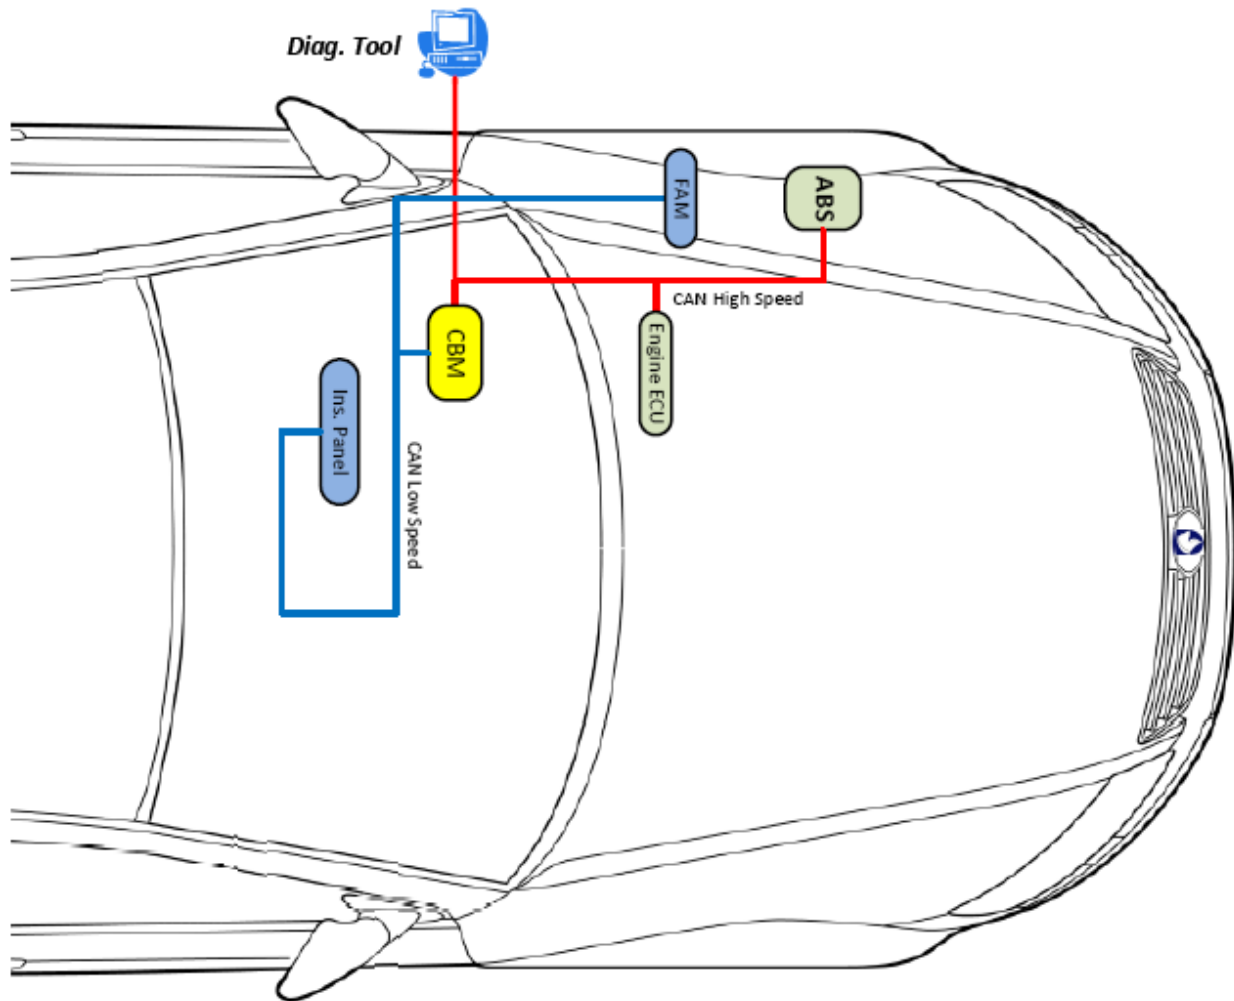 Diag. Tool
FAM
ABS
CAN High Speed
CBM
Engine ECU
Ins. Panel
CAN Low Speed